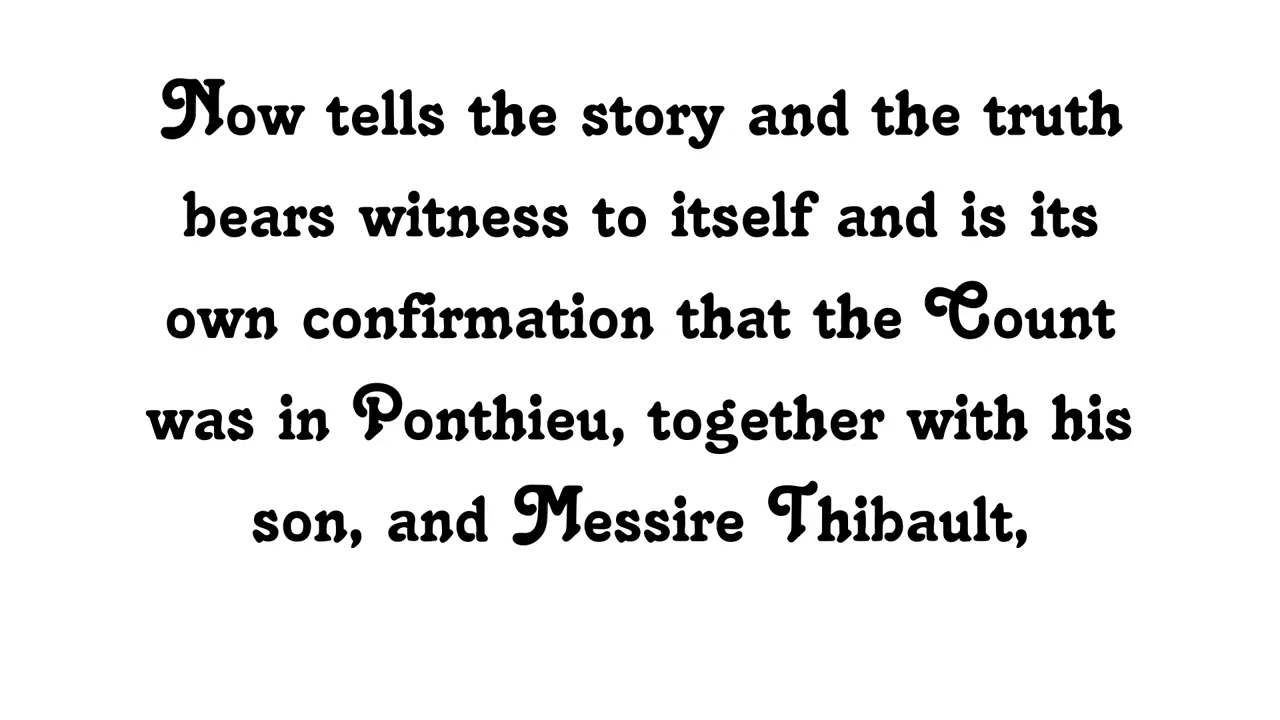 Now tells the story and the truth
bears witness to itself and is its
own confirmation that the Count
was in Ponthieu, together with his
son, and Messire Thibault,